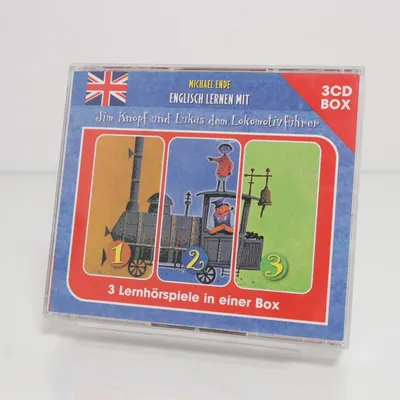 MICHAEL ENDE
ENGLISCH LERNEN MIT
Jim Knopf und Lukas dem Lokomotivführer
3CD
BOX
1 2 3
3 Lernhörspiele in einer Box